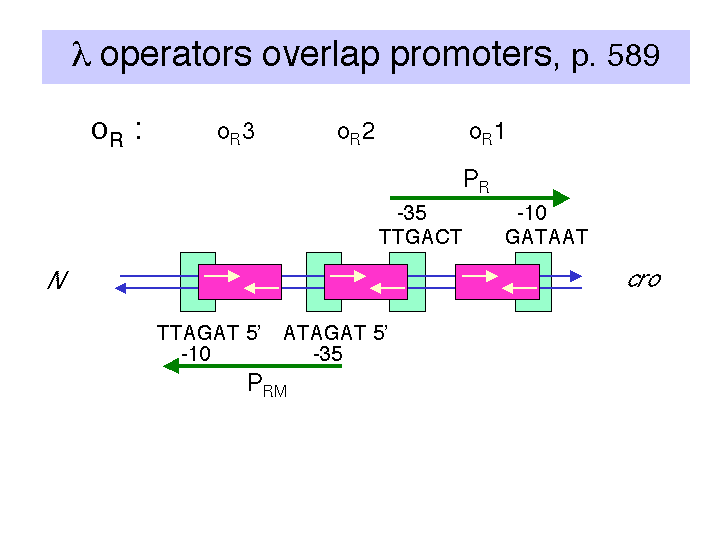 λ operators overlap promoters, p. 589
oR : oR3 oR2 oR1
PR
-35 -10
TTGACT GATAAT
N cro
TTAGAT 5’ ATAGAT 5’
-10 -35
PRM